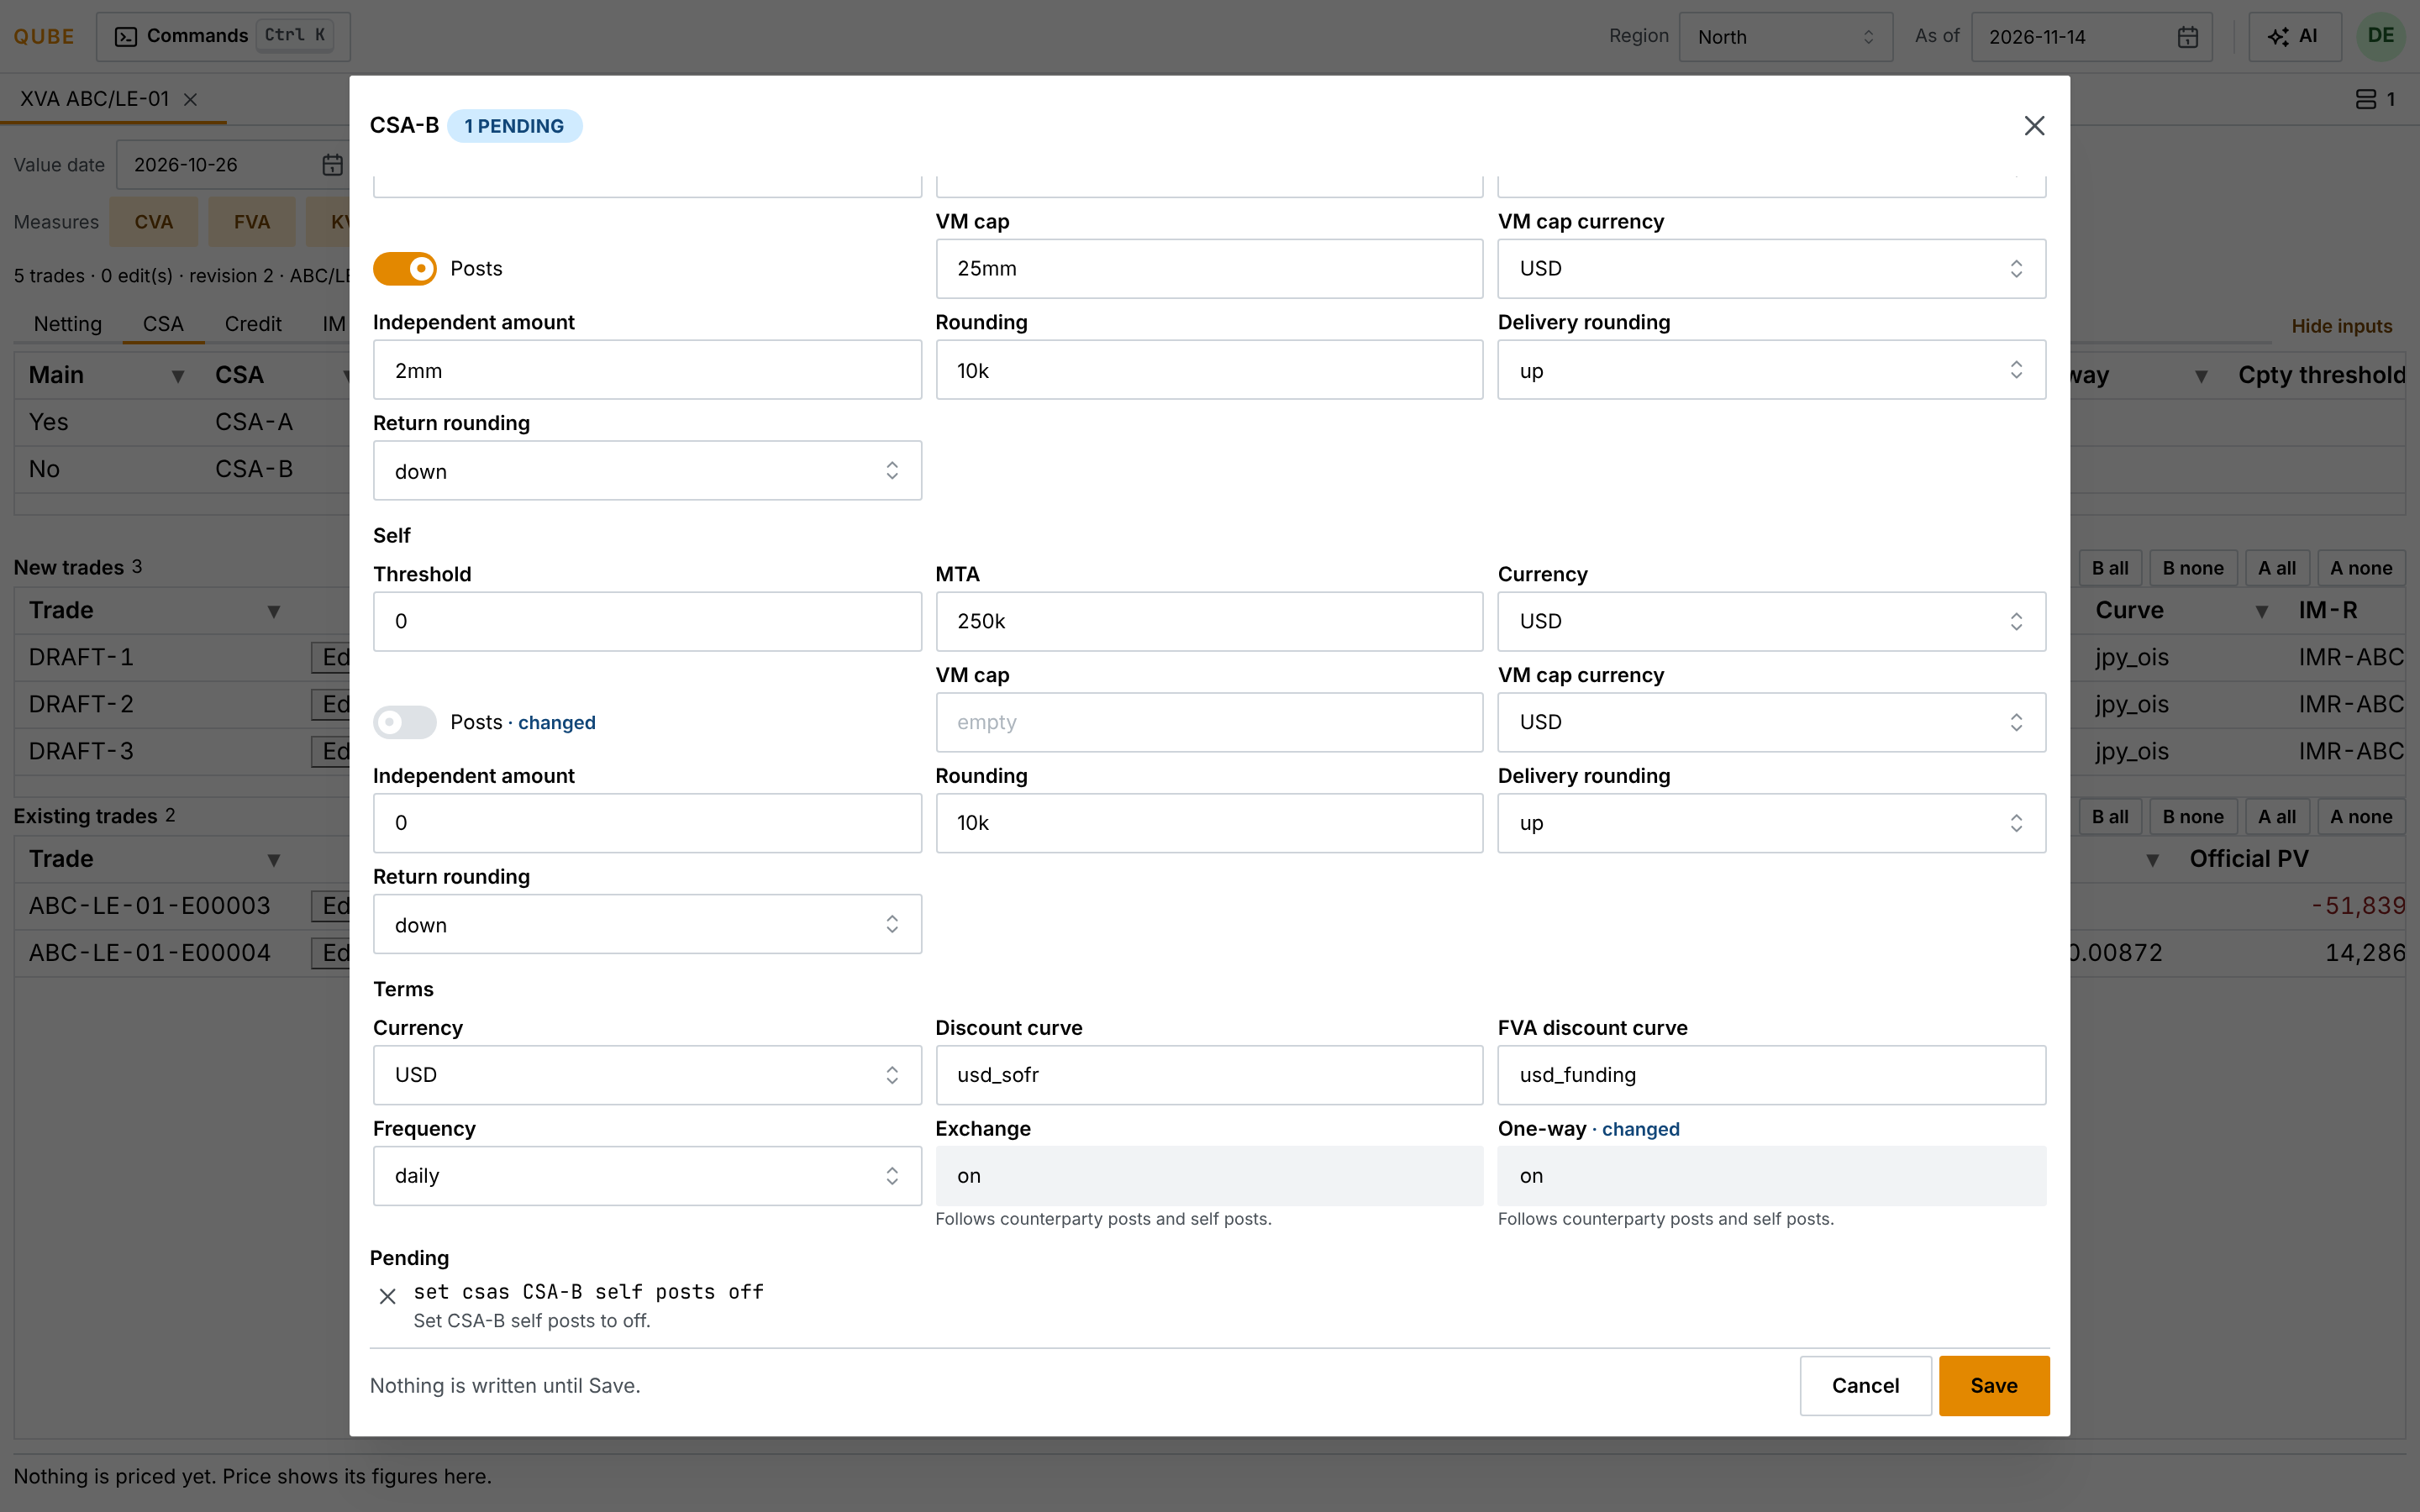 QUBE
Commands Ctrl K
Region North
As of 2026-11-14
AI
DE
XVA ABC/LE-01
1
Value date 2026-10-26
Measures CVA FVA
5 trades · 0 edit(s) · revision 2 ·
Netting CSA Credit IM
Hide inputs
Main CSA Cpty threshold
Yes CSA-A
No CSA-B
New trades 3
B all B none A all A none
Trade Curve IM-R
DRAFT-1 jpy_ois IMR-ABC
DRAFT-2 jpy_ois IMR-ABC
DRAFT-3 jpy_ois IMR-ABC
Existing trades 2
B all B none A all A none
Trade Official PV
ABC-LE-01-E00003 -51,839
ABC-LE-01-E00004 0.00872 14,286
Nothing is priced yet. Price shows its figures here.
CSA-B 1 PENDING
VM cap VM cap currency
Posts 25mm USD
Independent amount Rounding Delivery rounding
2mm 10k up
Return rounding
down
Self
Threshold MTA Currency
0 250k USD
VM cap VM cap currency
Posts · changed empty USD
Independent amount Rounding Delivery rounding
0 10k up
Return rounding
down
Terms
Currency Discount curve FVA discount curve
USD usd_sofr usd_funding
Frequency Exchange One-way · changed
daily on on
Follows counterparty posts and self posts. Follows counterparty posts and self posts.
Pending
set csas CSA-B self posts off
Set CSA-B self posts to off.
Nothing is written until Save.
Cancel Save